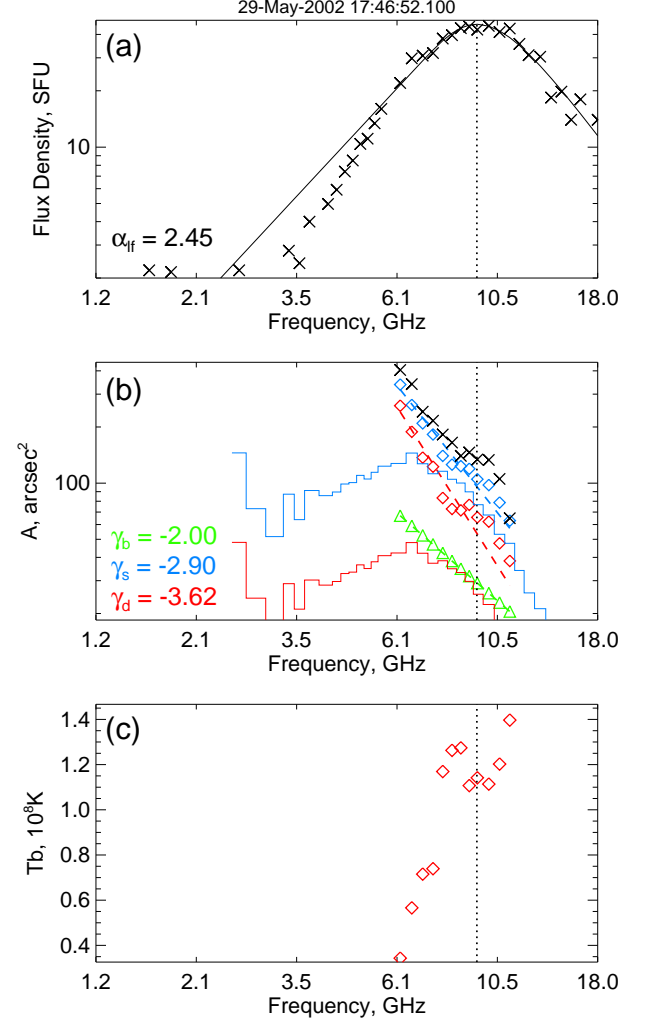 29-May-2002 17:46:52.100
(a)
Flux Density, SFU
10
α_lf = 2.45
1.2 2.1 3.5 6.1 10.5 18.0
Frequency, GHz
(b)
A, arcsec²
100
γ_b = -2.00
γ_s = -2.90
γ_d = -3.62
1.2 2.1 3.5 6.1 10.5 18.0
Frequency, GHz
(c)
Tb, 10⁸K
1.4
1.2
1.0
0.8
0.6
0.4
1.2 2.1 3.5 6.1 10.5 18.0
Frequency, GHz